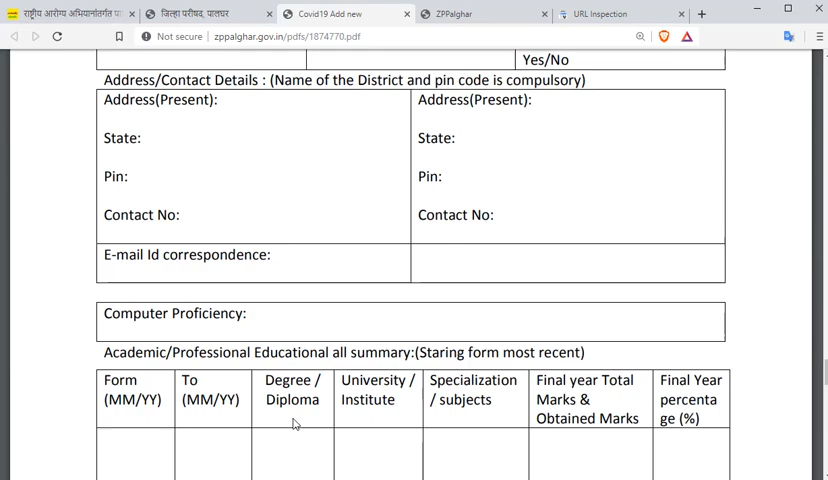 राष्ट्रीय आरोग्य अभियानांतर्गत
जिल्हा परीषद, पालघर
Covid19 Add new
ZPPalghar
URL Inspection
Not secure | zppalghar.gov.in/pdfs/1874770.pdf
Yes/No
Address/Contact Details : (Name of the District and pin code is compulsory)
Address(Present): Address(Present):
State: State:
Pin: Pin:
Contact No: Contact No:
E-mail Id correspondence:
Computer Proficiency:
Academic/Professional Educational all summary:(Staring form most recent)
Form To Degree / University / Specialization Final year Total Final Year
(MM/YY) (MM/YY) Diploma Institute / subjects Marks & percenta
Obtained Marks ge (%)